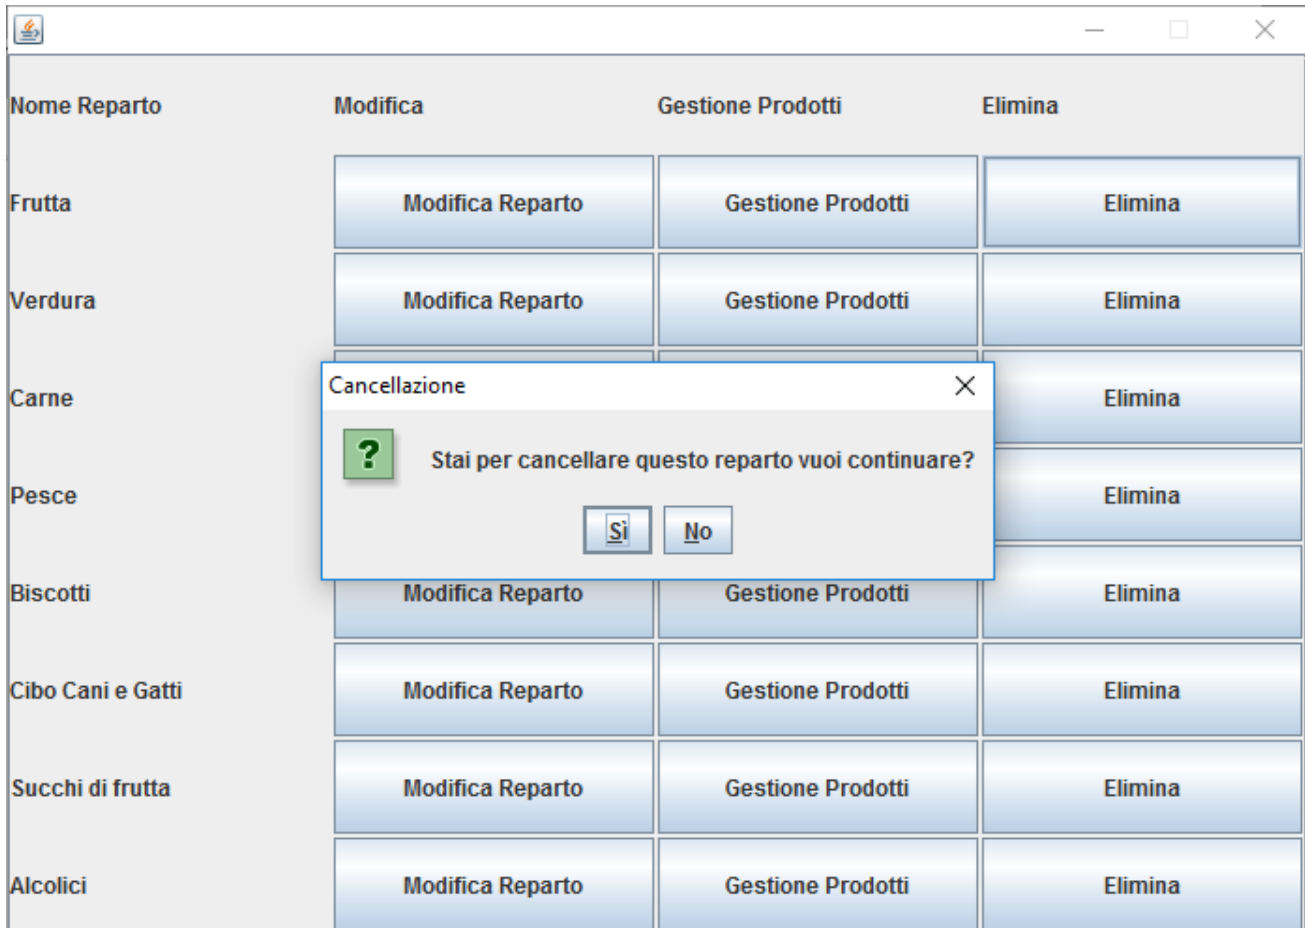 Nome Reparto Modifica Gestione Prodotti Elimina
Frutta Modifica Reparto Gestione Prodotti Elimina
Verdura Modifica Reparto Gestione Prodotti Elimina
Carne Elimina
Cancellazione
Stai per cancellare questo reparto vuoi continuare?
Sì No
Pesce Elimina
Biscotti Modifica Reparto Gestione Prodotti Elimina
Cibo Cani e Gatti Modifica Reparto Gestione Prodotti Elimina
Succhi di frutta Modifica Reparto Gestione Prodotti Elimina
Alcolici Modifica Reparto Gestione Prodotti Elimina